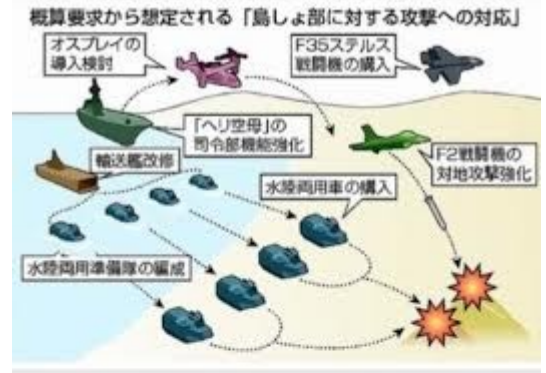 概算要求から想定される「島しょ部に対する攻撃への対応」
オスプレイの
導入検討
F35ステルス
戦闘機の購入
「ヘリ空母」の
司令部機能強化
輸送艦改修
F2戦闘機の
対地攻撃強化
水陸両用車の購入
水陸両用準備隊の編成